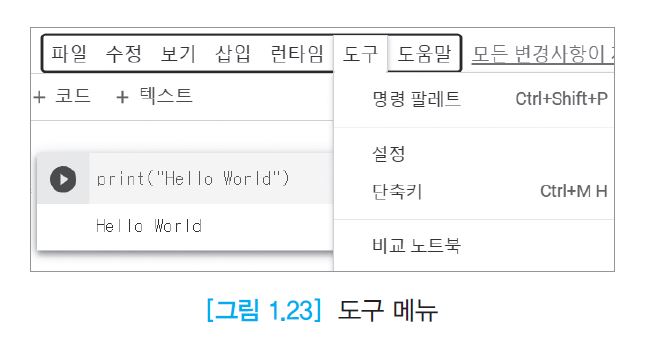 파일 수정 보기 삽입 런타임 도구 도움말 모든 변경사항이
+ 코드 + 텍스트
명령 팔레트 Ctrl+Shift+P
설정
print("Hello World")
단축키 Ctrl+M H
Hello World
비교 노트북
[그림 1.23] 도구 메뉴